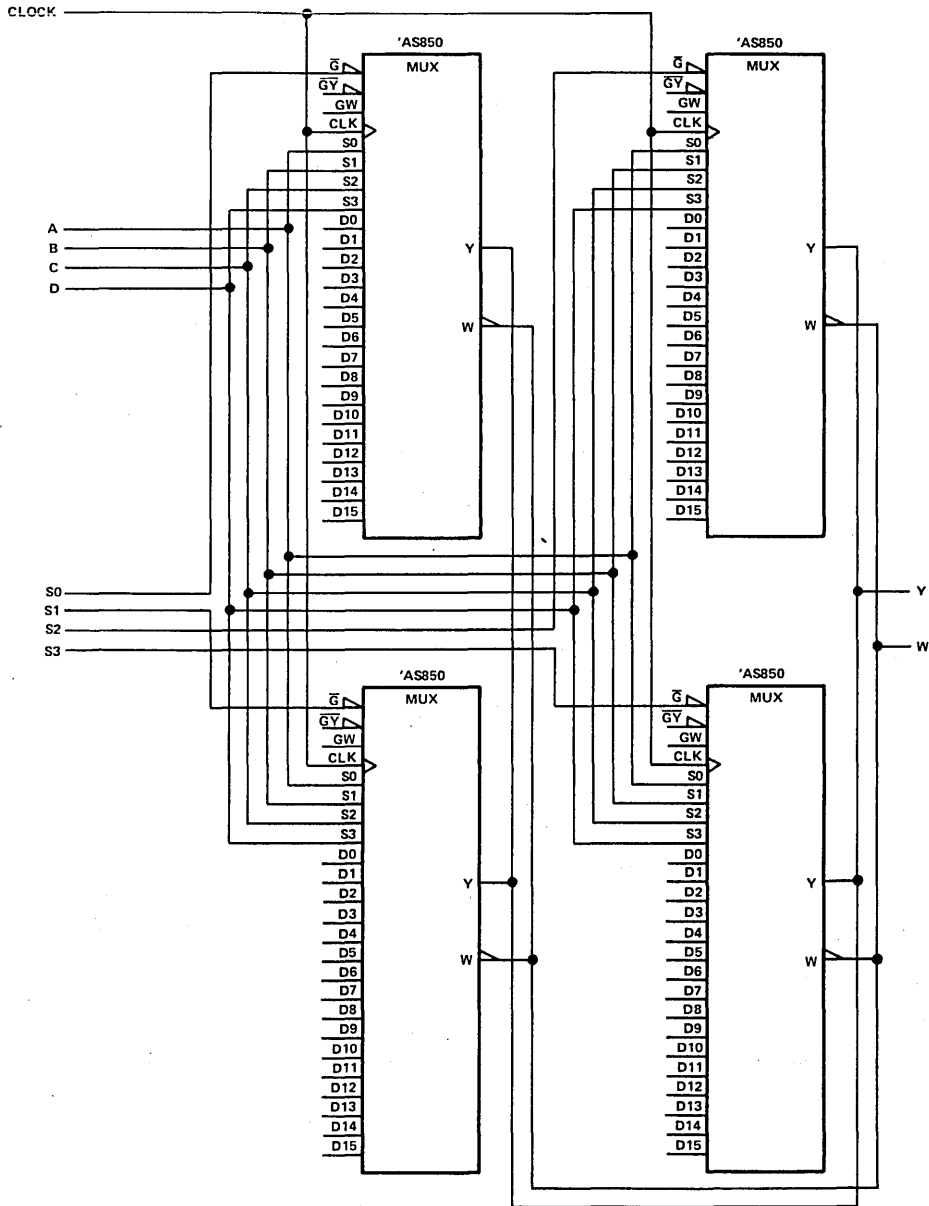 CLOCK
'AS850
MUX
G
GY
GW
CLK
S0
S1
S2
S3
D0
D1
D2
D3
D4
D5
D6
D7
D8
D9
D10
D11
D12
D13
D14
D15
Y
W
'AS850
MUX
G
GY
GW
CLK
S0
S1
S2
S3
D0
D1
D2
D3
D4
D5
D6
D7
D8
D9
D10
D11
D12
D13
D14
D15
Y
W
A
B
C
D
S0
S1
S2
S3
Y
W
'AS850
MUX
G
GY
GW
CLK
S0
S1
S2
S3
D0
D1
D2
D3
D4
D5
D6
D7
D8
D9
D10
D11
D12
D13
D14
D15
Y
W
'AS850
MUX
G
GY
GW
CLK
S0
S1
S2
S3
D0
D1
D2
D3
D4
D5
D6
D7
D8
D9
D10
D11
D12
D13
D14
D15
Y
W